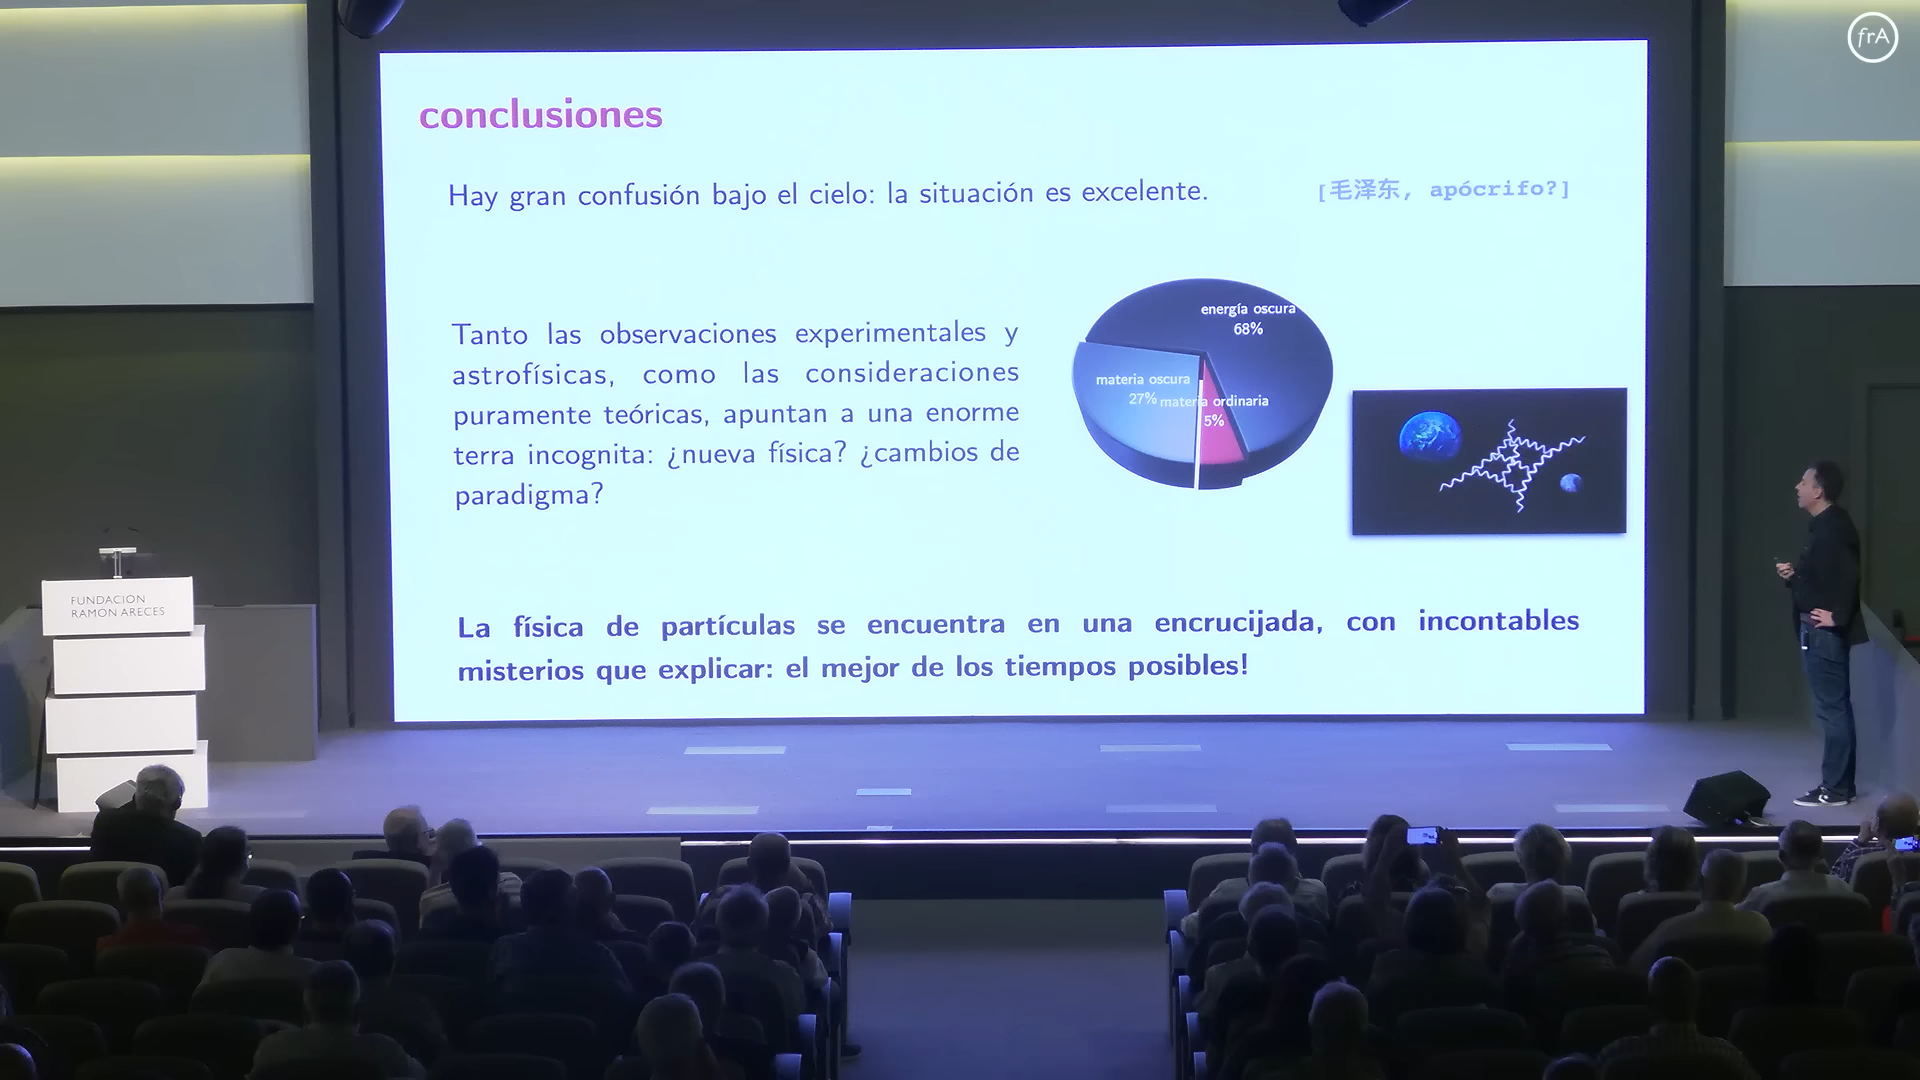 frA
conclusiones
Hay gran confusión bajo el cielo: la situación es excelente. [毛泽东, apócrifo?]
Tanto las observaciones experimentales y
astrofísicas, como las consideraciones
puramente teóricas, apuntan a una enorme
terra incognita: ¿nueva física? ¿cambios de
paradigma?
energía oscura
68%
materia oscura
27%
materia ordinaria
5%
La física de partículas se encuentra en una encrucijada, con incontables
misterios que explicar: el mejor de los tiempos posibles!
FUNDACION
RAMÓN ARECES